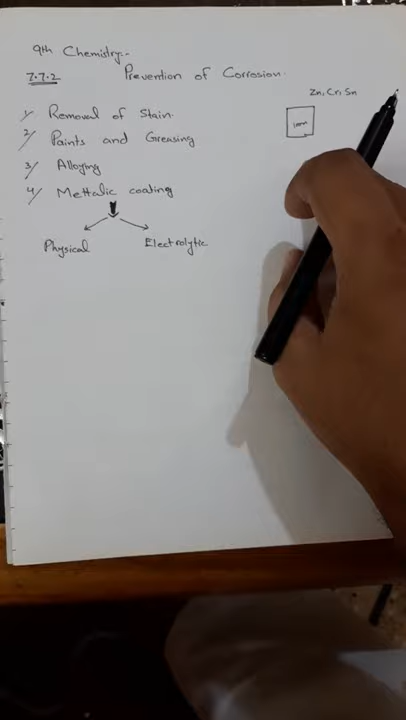 9th Chemistry:-
7.7.2 Prevention of Corrosion.
Zn, Cr, Sn
1/ Removal of Stain.
Iron
2/ Paints and Greasing
3/ Alloying
4/ Mettalic coating
Physical Electrolytic